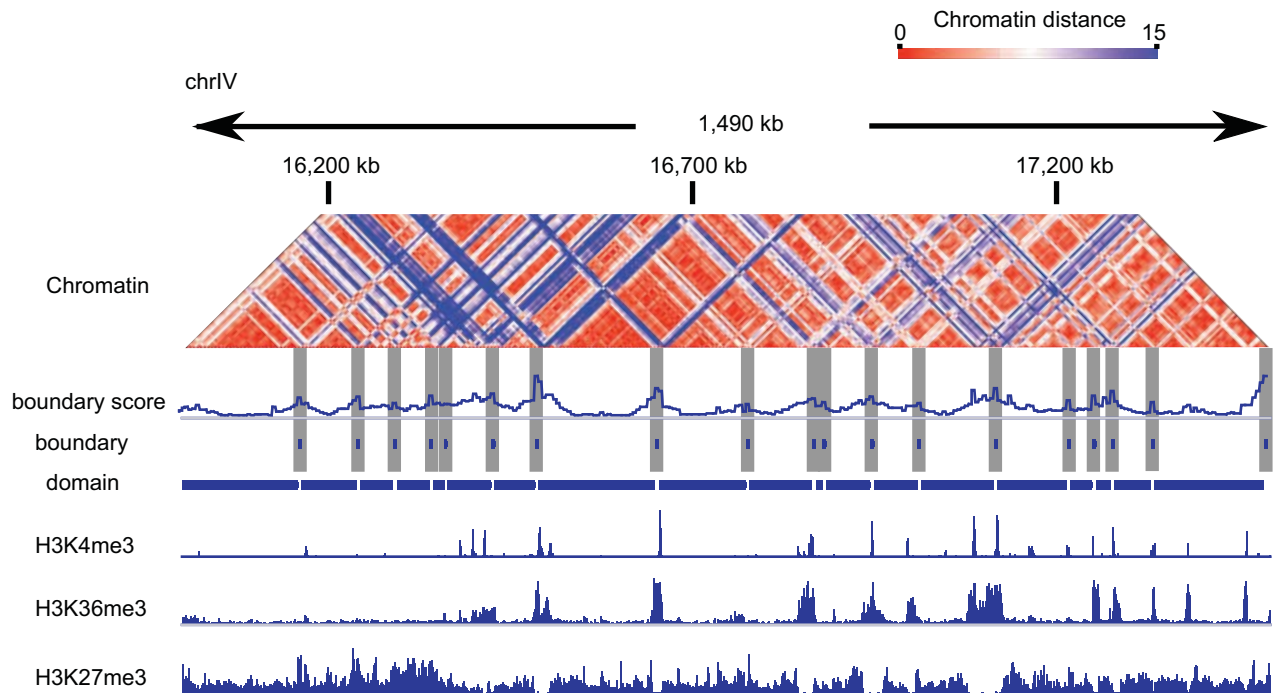 Chromatin distance
0 15
chrIV
1,490 kb
16,200 kb 16,700 kb 17,200 kb
Chromatin
boundary score
boundary
domain
H3K4me3
H3K36me3
H3K27me3